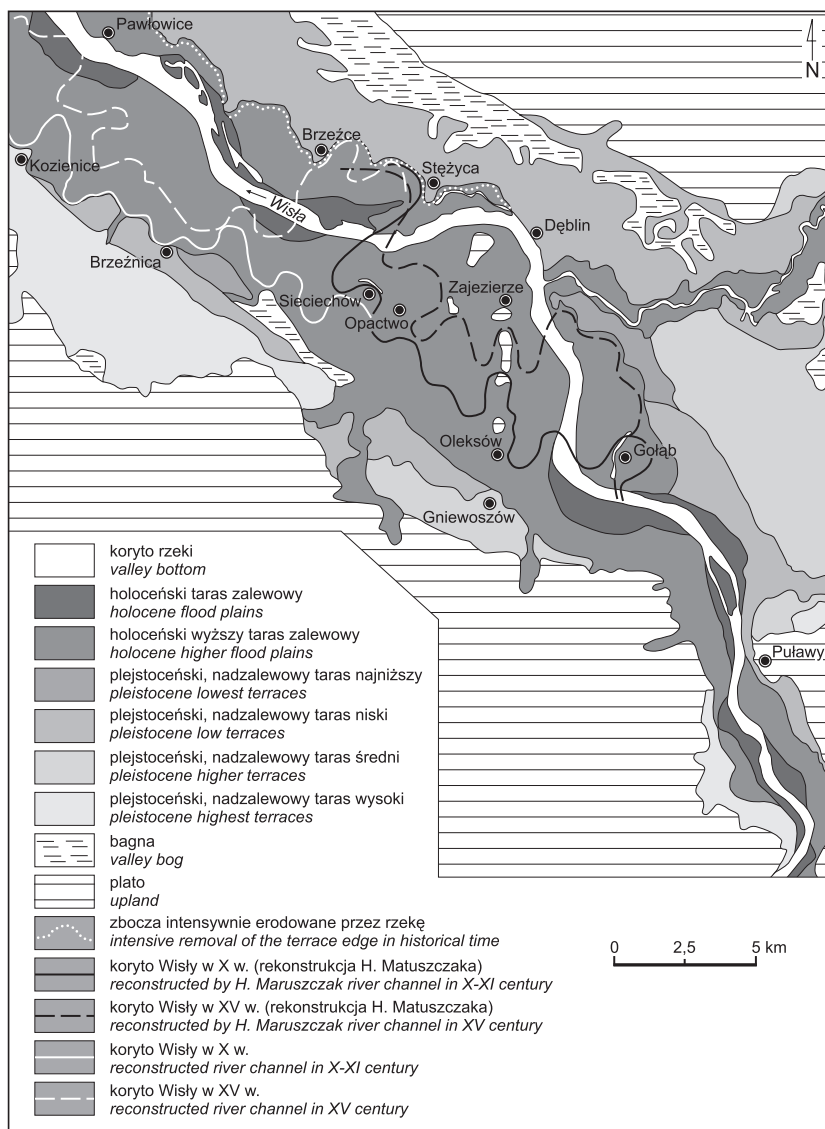 Pawłowice
N
Brzeźce
Kozienice
Stężyca
Wisła
Dęblin
Brzeźnica
Sieciechów
Zajezierze
Opactwo
Oleksów
Gołąb
Gniewoszów
Puławy
koryto rzeki
valley bottom
holoceński taras zalewowy
holocene flood plains
holoceński wyższy taras zalewowy
holocene higher flood plains
plejstoceński, nadzalewowy taras najniższy
pleistocene lowest terraces
plejstoceński, nadzalewowy taras niski
pleistocene low terraces
plejstoceński, nadzalewowy taras średni
pleistocene higher terraces
plejstoceński, nadzalewowy taras wysoki
pleistocene highest terraces
bagna
valley bog
plato
upland
zbocza intensywnie erodowane przez rzekę
intensive removal of the terrace edge in historical time
koryto Wisły w X w. (rekonstrukcja H. Matuszczaka)
reconstructed by H. Maruszczak river channel in X-XI century
koryto Wisły w XV w. (rekonstrukcja H. Matuszczaka)
reconstructed by H. Maruszczak river channel in XV century
koryto Wisły w X w.
reconstructed river channel in X-XI century
koryto Wisły w XV w.
reconstructed river channel in XV century
0 2,5 5 km